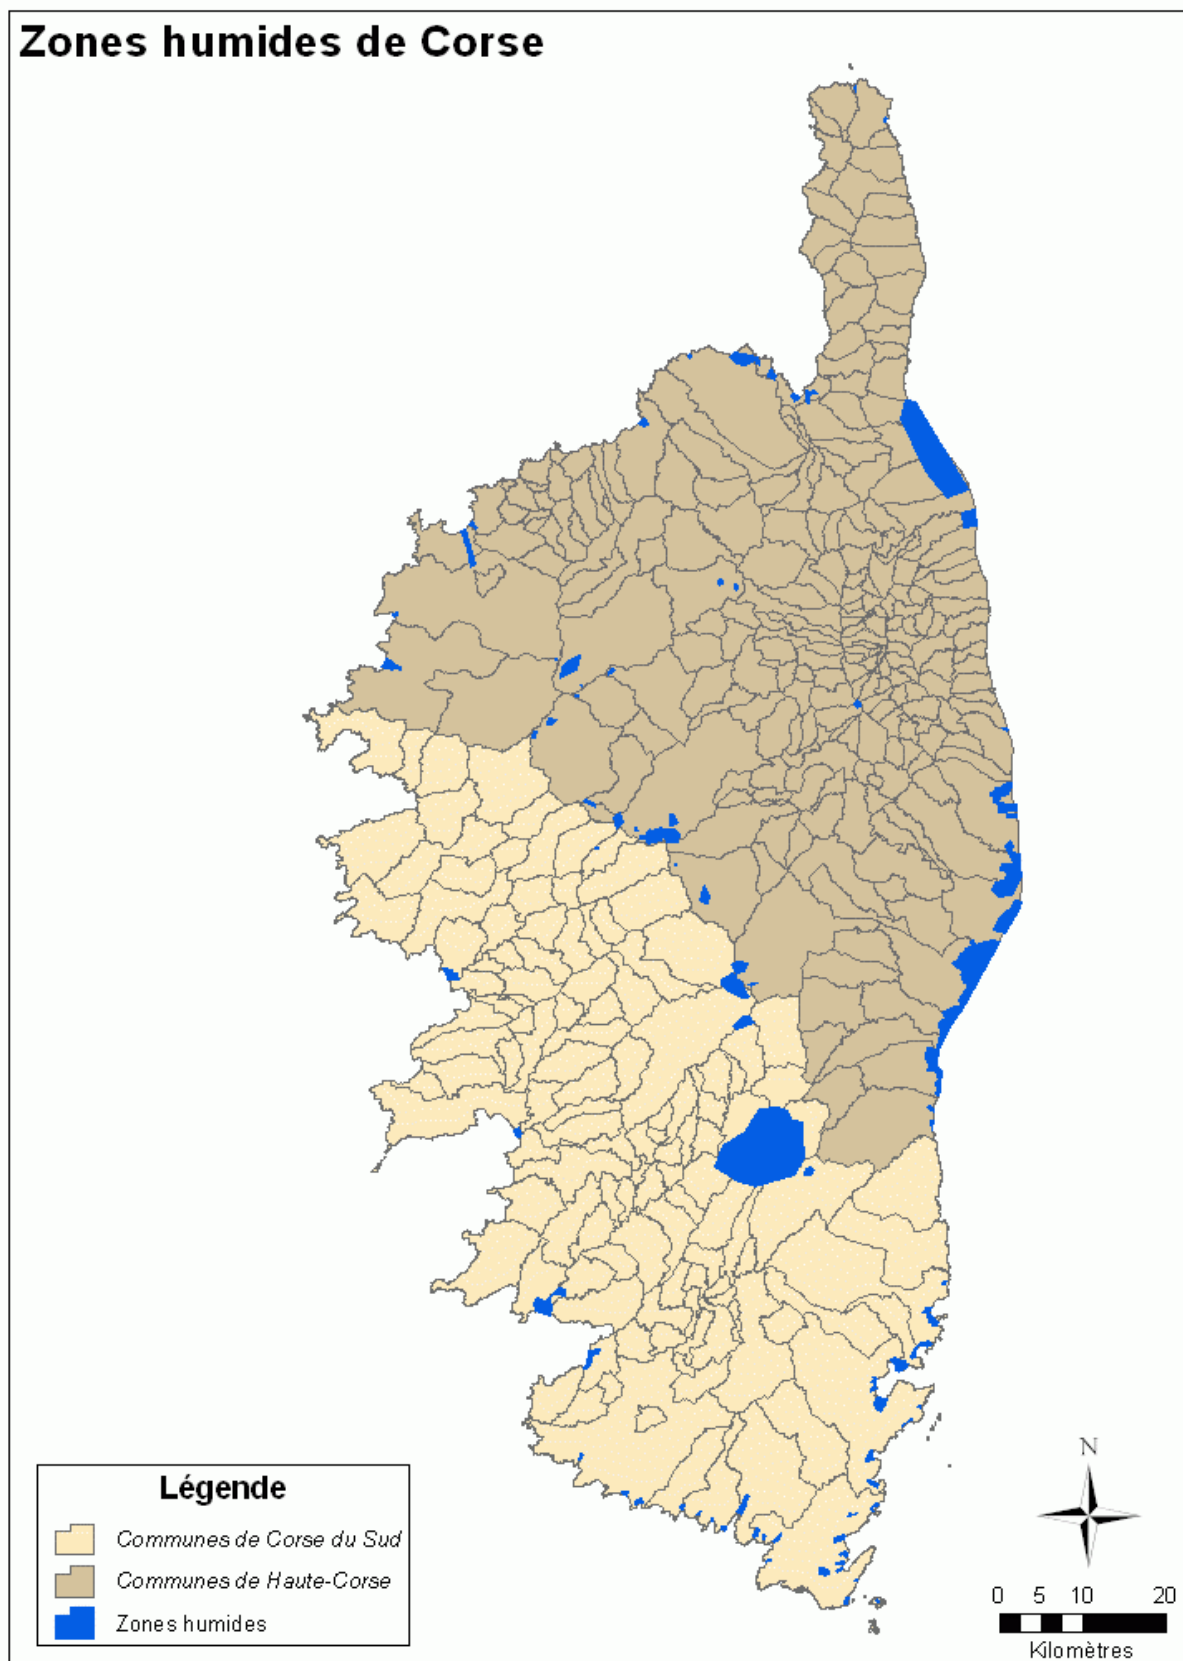 Zones humides de Corse
Légende
Communes de Corse du Sud
Communes de Haute-Corse
Zones humides
N
0 5 10 20
Kilomètres